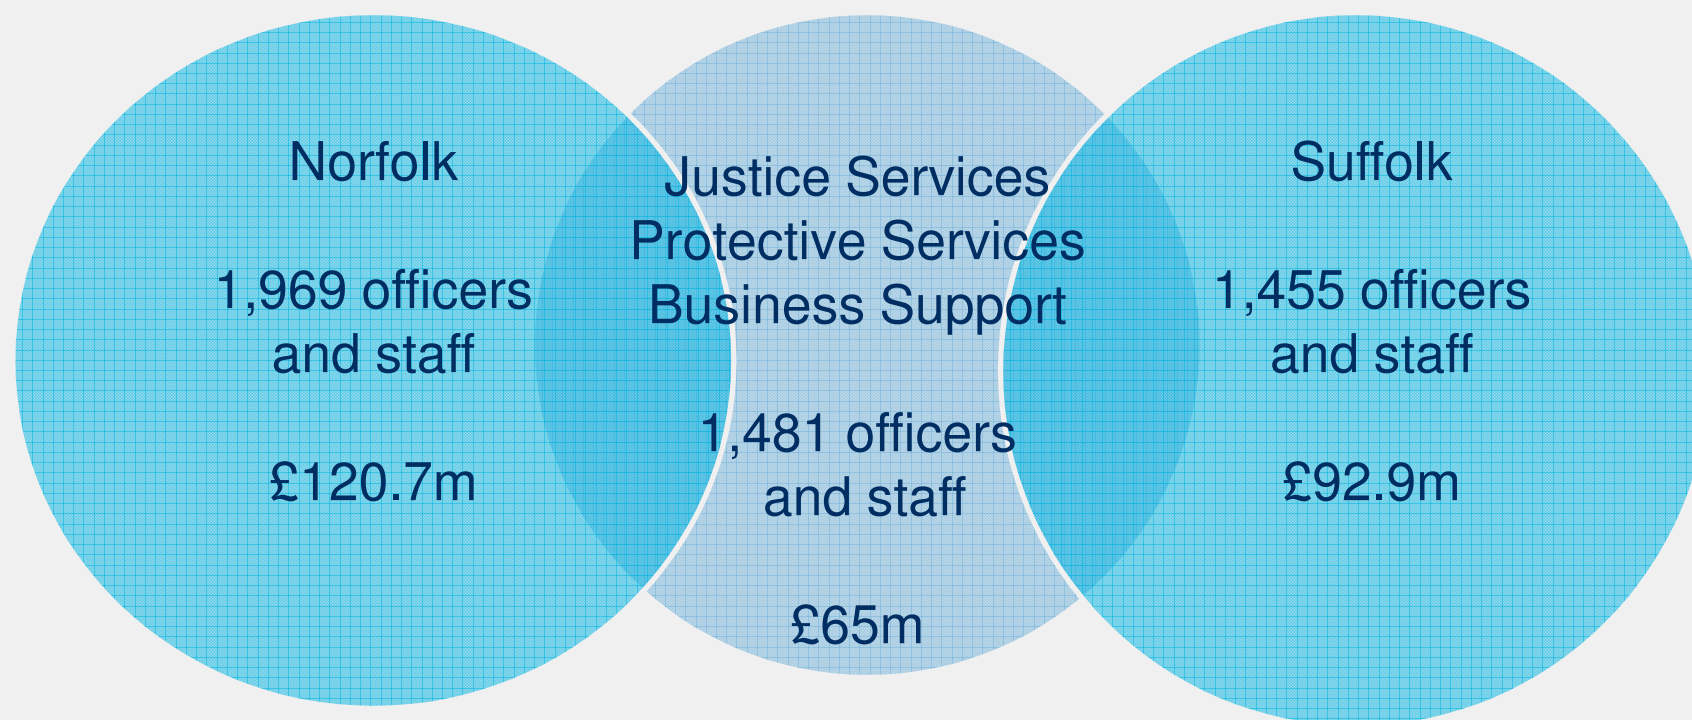 Norfolk
1,969 officers
and staff
£120.7m
Justice Services
Protective Services
Business Support
1,481 officers
and staff
£65m
Suffolk
1,455 officers
and staff
£92.9m